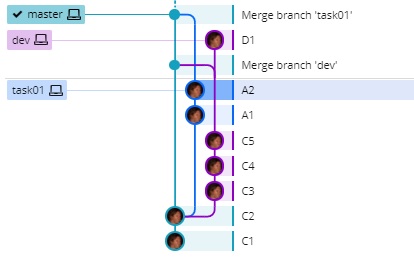 master Merge branch 'task01'
dev D1
Merge branch 'dev'
task01 A2
A1
C5
C4
C3
C2
C1